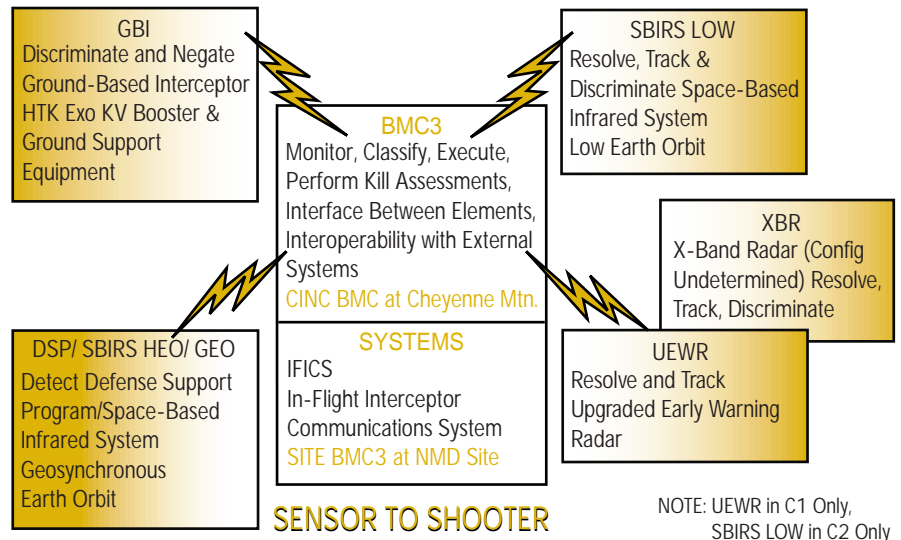 GBI
Discriminate and Negate
Ground-Based Interceptor
HTK Exo KV Booster &
Ground Support
Equipment
SBIRS LOW
Resolve, Track &
Discriminate Space-Based
Infrared System
Low Earth Orbit
BMC3
Monitor, Classify, Execute,
Perform Kill Assessments,
Interface Between Elements,
Interoperability with External
Systems
CINC BMC at Cheyenne Mtn.
XBR
X-Band Radar (Config
Undetermined) Resolve,
Track, Discriminate
DSP/ SBIRS HEO/ GEO
Detect Defense Support
Program/Space-Based
Infrared System
Geosynchronous
Earth Orbit
SYSTEMS
IFICS
In-Flight Interceptor
Communications System
SITE BMC3 at NMD Site
UEWR
Resolve and Track
Upgraded Early Warning
Radar
SENSOR TO SHOOTER
NOTE: UEWR in C1 Only,
SBIRS LOW in C2 Only